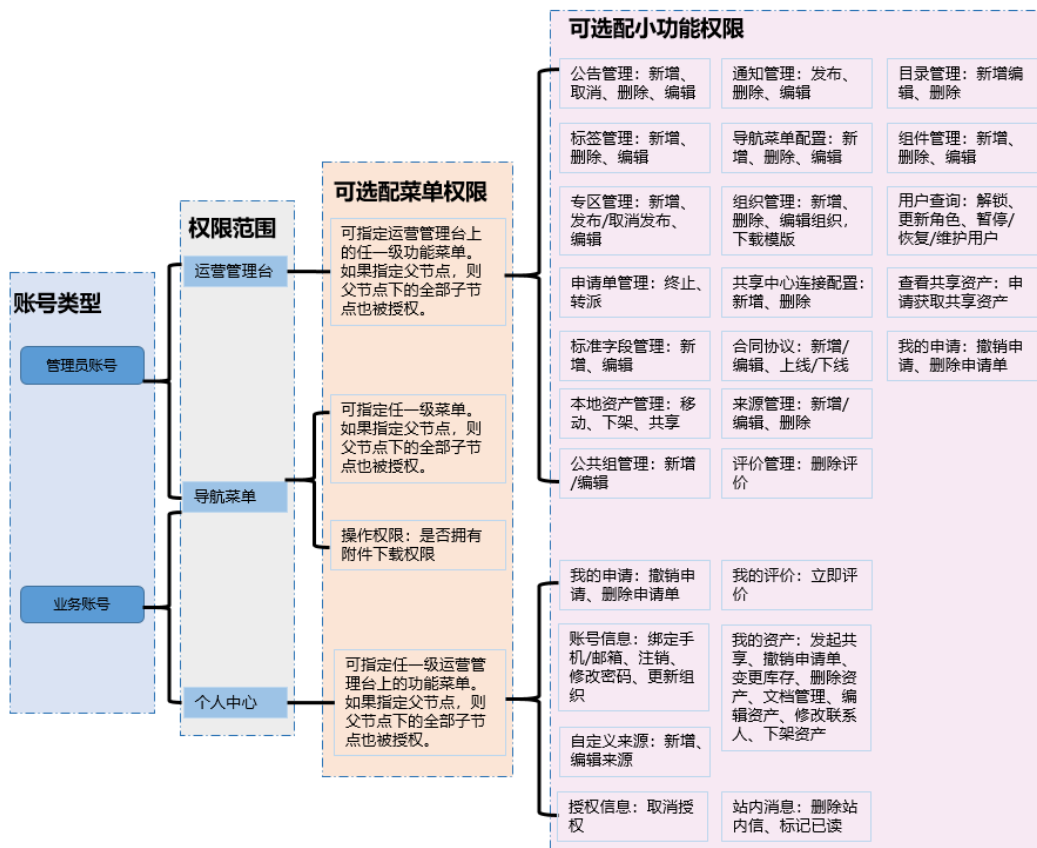 账号类型
管理员账号
业务账号
权限范围
运营管理台
导航菜单
个人中心
可选配菜单权限
可指定运营管理台上
的任一级功能菜单。
如果指定父节点，则
父节点下的全部子节
点也被授权。
可指定任一级菜单。
如果指定父节点，则
父节点下的全部子节
点也被授权。
操作权限：是否拥有
附件下载权限
可指定任一级运营管
理台上的功能菜单。
如果指定父节点，则
父节点下的全部子节
点也被授权。
可选配小功能权限
公告管理：新增、
取消、删除、编辑
通知管理：发布、
删除、编辑
目录管理：新增编
辑、删除
标签管理：新增、
删除、编辑
导航菜单配置：新
增、删除、编辑
组件管理：新增、
删除、编辑
专区管理：新增、
发布/取消发布、
编辑
组织管理：新增、
删除、编辑组织，
下载模版
用户查询：解锁、
更新角色、暂停/
恢复/维护用户
申请单管理：终止、
转派
共享中心连接配置：
新增、删除
查看共享资产：申
请获取共享资产
标准字段管理：新
增、编辑
合同协议：新增/
编辑、上线/下线
我的申请：撤销申
请、删除申请单
本地资产管理：移
动、下架、共享
来源管理：新增/
编辑、删除
公共组管理：新增
/编辑
评价管理：删除评
价
我的申请：撤销申
请、删除申请单
我的评价：立即评
价
账号信息：绑定手
机/邮箱、注销、
修改密码、更新组
织
我的资产：发起共
享、撤销申请单、
变更库存、删除资
产、文档管理、编
辑资产、修改联系
人、下架资产
自定义来源：新增、
编辑来源
授权信息：取消授
权
站内消息：删除站
内信、标记已读